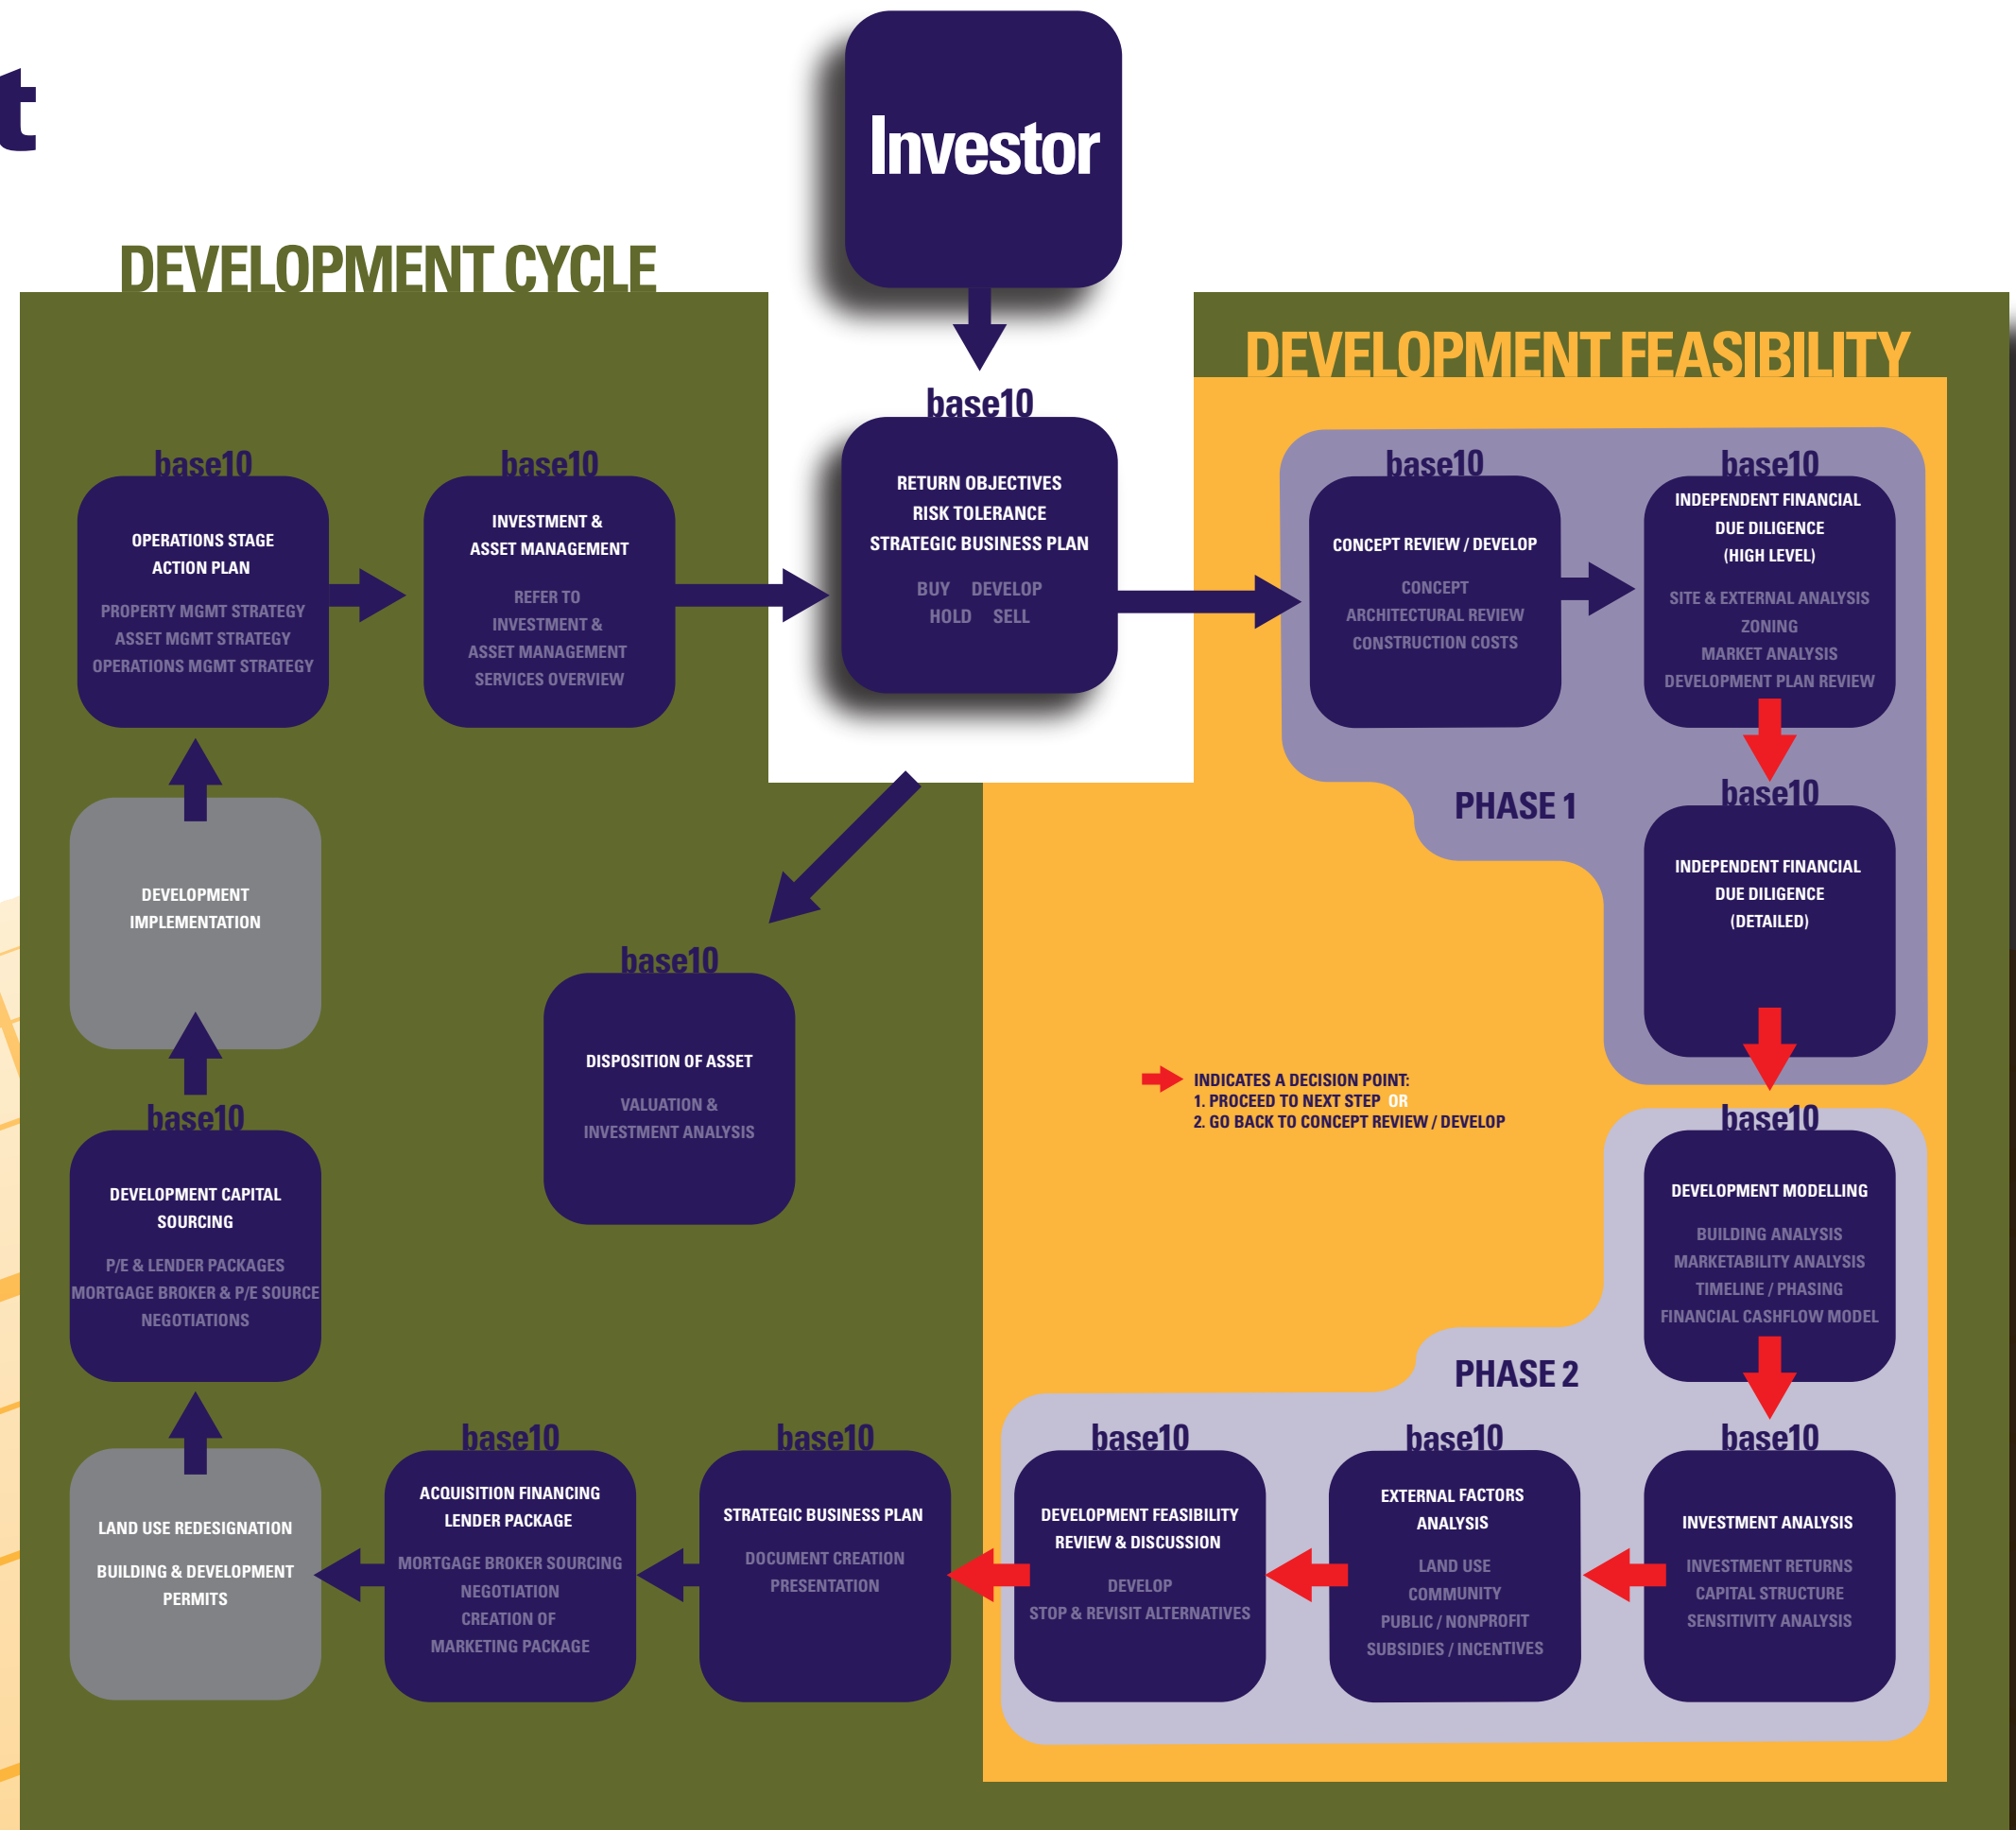 t
Investor
DEVELOPMENT CYCLE
DEVELOPMENT FEASIBILITY
base10
RETURN OBJECTIVES
RISK TOLERANCE
STRATEGIC BUSINESS PLAN
BUY DEVELOP
HOLD SELL
base10
OPERATIONS STAGE
ACTION PLAN
PROPERTY MGMT STRATEGY
ASSET MGMT STRATEGY
OPERATIONS MGMT STRATEGY
base10
INVESTMENT &
ASSET MANAGEMENT
REFER TO
INVESTMENT &
ASSET MANAGEMENT
SERVICES OVERVIEW
base10
CONCEPT REVIEW / DEVELOP
CONCEPT
ARCHITECTURAL REVIEW
CONSTRUCTION COSTS
base10
INDEPENDENT FINANCIAL
DUE DILIGENCE
(HIGH LEVEL)
SITE & EXTERNAL ANALYSIS
ZONING
MARKET ANALYSIS
DEVELOPMENT PLAN REVIEW
PHASE 1
base10
INDEPENDENT FINANCIAL
DUE DILIGENCE
(DETAILED)
DEVELOPMENT
IMPLEMENTATION
base10
DISPOSITION OF ASSET
VALUATION &
INVESTMENT ANALYSIS
INDICATES A DECISION POINT:
1. PROCEED TO NEXT STEP OR
2. GO BACK TO CONCEPT REVIEW / DEVELOP
base10
DEVELOPMENT CAPITAL
SOURCING
P/E & LENDER PACKAGES
MORTGAGE BROKER & P/E SOURCE
NEGOTIATIONS
base10
DEVELOPMENT MODELLING
BUILDING ANALYSIS
MARKETABILITY ANALYSIS
TIMELINE / PHASING
FINANCIAL CASHFLOW MODEL
PHASE 2
LAND USE REDESIGNATION
BUILDING & DEVELOPMENT
PERMITS
base10
ACQUISITION FINANCING
LENDER PACKAGE
MORTGAGE BROKER SOURCING
NEGOTIATION
CREATION OF
MARKETING PACKAGE
base10
STRATEGIC BUSINESS PLAN
DOCUMENT CREATION
PRESENTATION
base10
DEVELOPMENT FEASIBILITY
REVIEW & DISCUSSION
DEVELOP
STOP & REVISIT ALTERNATIVES
base10
EXTERNAL FACTORS
ANALYSIS
LAND USE
COMMUNITY
PUBLIC / NONPROFIT
SUBSIDIES / INCENTIVES
base10
INVESTMENT ANALYSIS
INVESTMENT RETURNS
CAPITAL STRUCTURE
SENSITIVITY ANALYSIS